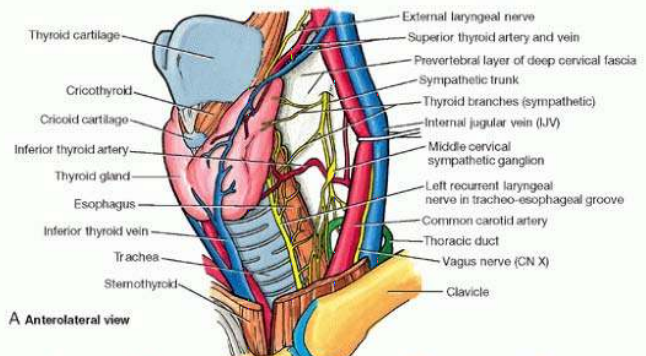 Thyroid cartilage
Cricothyroid
Cricoid cartilage
Inferior thyroid artery
Thyroid gland
Esophagus
Inferior thyroid vein
Trachea
Sternothyroid
A Anterolateral view
External laryngeal nerve
Superior thyroid artery and vein
Prevertebral layer of deep cervical fascia
Sympathetic trunk
Thyroid branches (sympathetic)
Internal jugular vein (IJV)
Middle cervical
sympathetic ganglion
Left recurrent laryngeal
nerve in tracheo-esophageal groove
Common carotid artery
Thoracic duct
Vagus nerve (CN X)
Clavicle